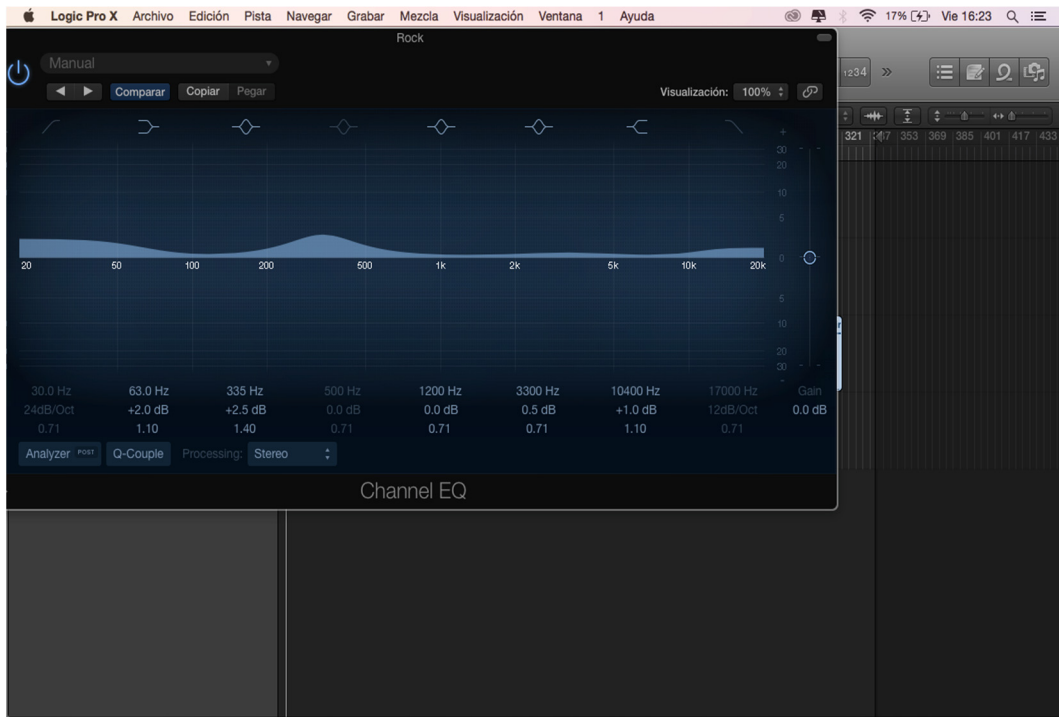 Logic Pro X Archivo Edición Pista Navegar Grabar Mezcla Visualización Ventana 1 Ayuda 17% Vie 16:23
Rock
Manual
1234
Comparar Copiar Pegar Visualización: 100%
321 353 369 385 401 417 433
+
30
20
10
5
0
20 50 100 200 500 1k 2k 5k 10k 20k
5
10
20
30
-
30.0 Hz 63.0 Hz 335 Hz 500 Hz 1200 Hz 3300 Hz 10400 Hz 17000 Hz Gain
24dB/Oct +2.0 dB +2.5 dB 0.0 dB 0.0 dB 0.5 dB +1.0 dB 12dB/Oct 0.0 dB
0.71 1.10 1.40 0.71 0.71 0.71 1.10 0.71
Analyzer POST Q-Couple Processing: Stereo
Channel EQ